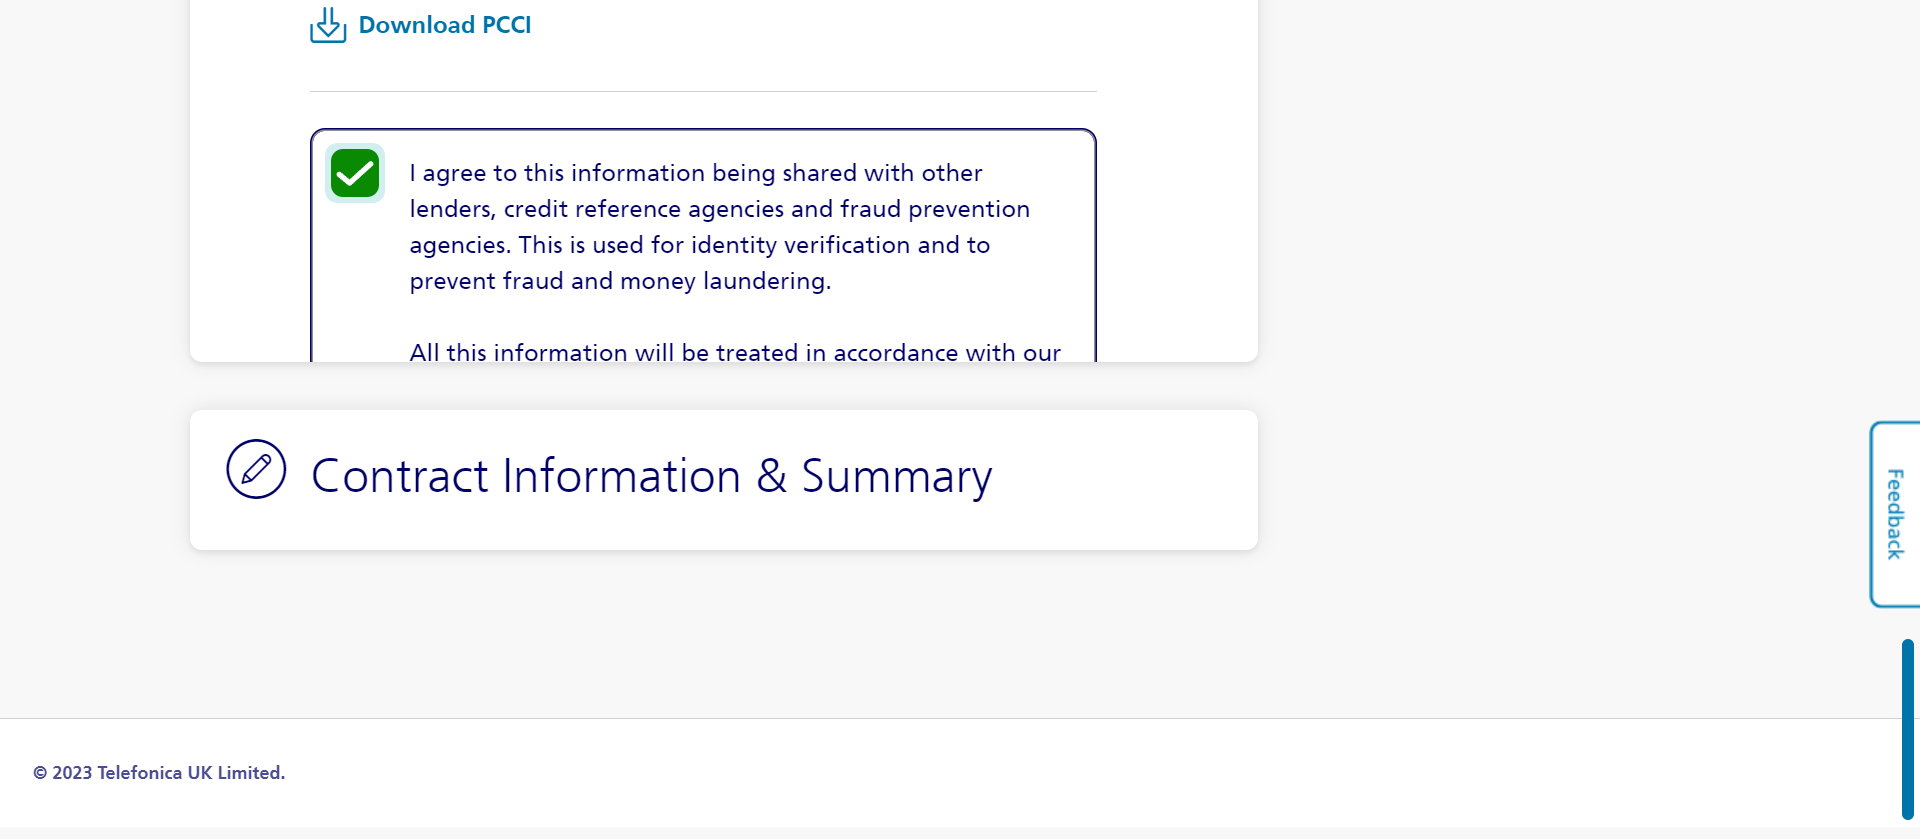 Download PCCI
I agree to this information being shared with other
lenders, credit reference agencies and fraud prevention
agencies. This is used for identity verification and to
prevent fraud and money laundering.
All this information will be treated in accordance with our
Contract Information & Summary
Feedback
© 2023 Telefonica UK Limited.